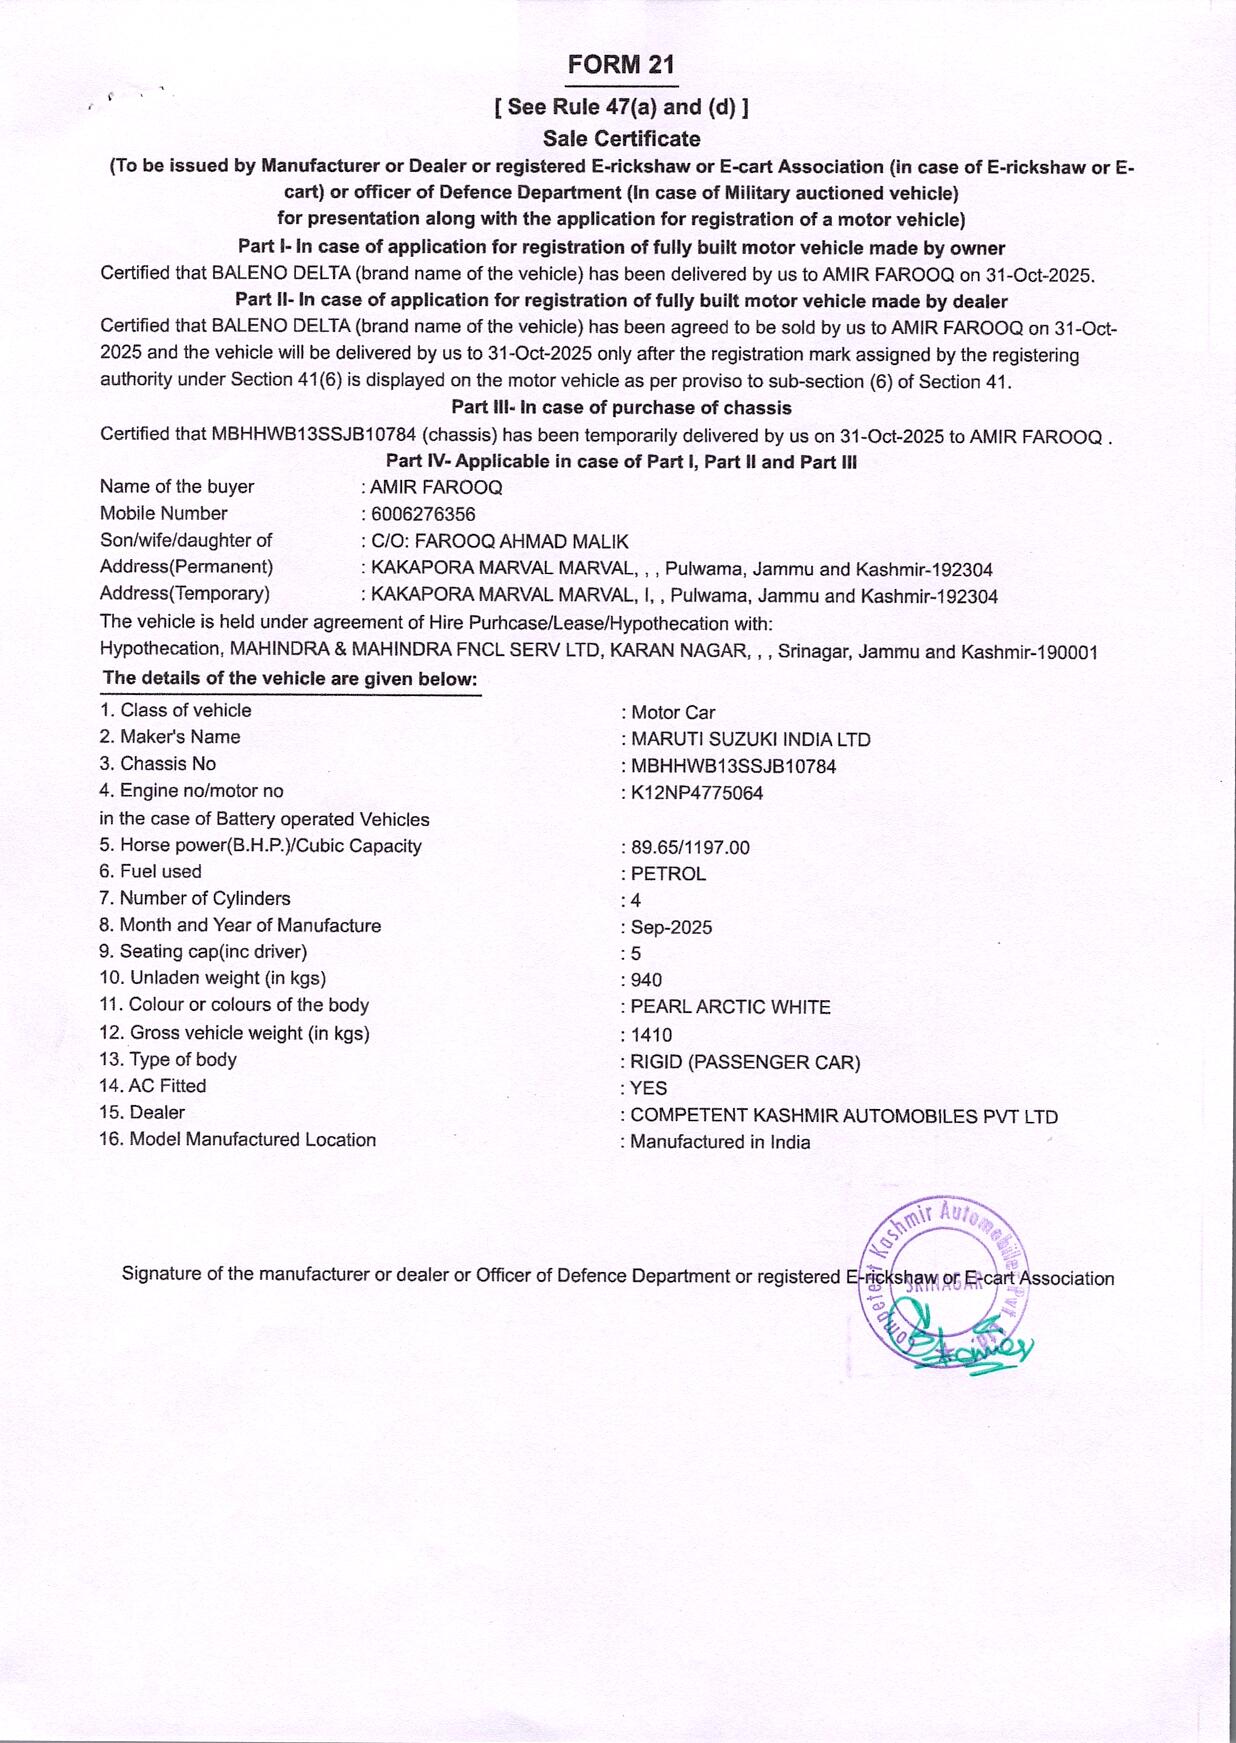 FORM 21
[ See Rule 47(a) and (d) ]
Sale Certificate
(To be issued by Manufacturer or Dealer or registered E-rickshaw or E-cart Association (in case of E-rickshaw or E-
cart) or officer of Defence Department (In case of Military auctioned vehicle)
for presentation along with the application for registration of a motor vehicle)
Part I- In case of application for registration of fully built motor vehicle made by owner
Certified that BALENO DELTA (brand name of the vehicle) has been delivered by us to AMIR FAROOQ on 31-Oct-2025.
Part II- In case of application for registration of fully built motor vehicle made by dealer
Certified that BALENO DELTA (brand name of the vehicle) has been agreed to be sold by us to AMIR FAROOQ on 31-Oct-
2025 and the vehicle will be delivered by us to 31-Oct-2025 only after the registration mark assigned by the registering
authority under Section 41(6) is displayed on the motor vehicle as per proviso to sub-section (6) of Section 41.
Part III- In case of purchase of chassis
Certified that MBHHWB13SSJB10784 (chassis) has been temporarily delivered by us on 31-Oct-2025 to AMIR FAROOQ .
Part IV- Applicable in case of Part I, Part II and Part III
Name of the buyer : AMIR FAROOQ
Mobile Number : 6006276356
Son/wife/daughter of : C/O: FAROOQ AHMAD MALIK
Address(Permanent) : KAKAPORA MARVAL MARVAL, , , Pulwama, Jammu and Kashmir-192304
Address(Temporary) : KAKAPORA MARVAL MARVAL, I, , Pulwama, Jammu and Kashmir-192304
The vehicle is held under agreement of Hire Purhcase/Lease/Hypothecation with:
Hypothecation, MAHINDRA & MAHINDRA FNCL SERV LTD, KARAN NAGAR, , , Srinagar, Jammu and Kashmir-190001
The details of the vehicle are given below:
1. Class of vehicle : Motor Car
2. Maker's Name : MARUTI SUZUKI INDIA LTD
3. Chassis No : MBHHWB13SSJB10784
4. Engine no/motor no : K12NP4775064
in the case of Battery operated Vehicles
5. Horse power(B.H.P.)/Cubic Capacity : 89.65/1197.00
6. Fuel used : PETROL
7. Number of Cylinders : 4
8. Month and Year of Manufacture : Sep-2025
9. Seating cap(inc driver) : 5
10. Unladen weight (in kgs) : 940
11. Colour or colours of the body : PEARL ARCTIC WHITE
12. Gross vehicle weight (in kgs) : 1410
13. Type of body : RIGID (PASSENGER CAR)
14. AC Fitted : YES
15. Dealer : COMPETENT KASHMIR AUTOMOBILES PVT LTD
16. Model Manufactured Location : Manufactured in India
Signature of the manufacturer or dealer or Officer of Defence Department or registered E-rickshaw or E-cart Association
Competent Kashmir Automobiles Pvt. Ltd.
SRINAGAR